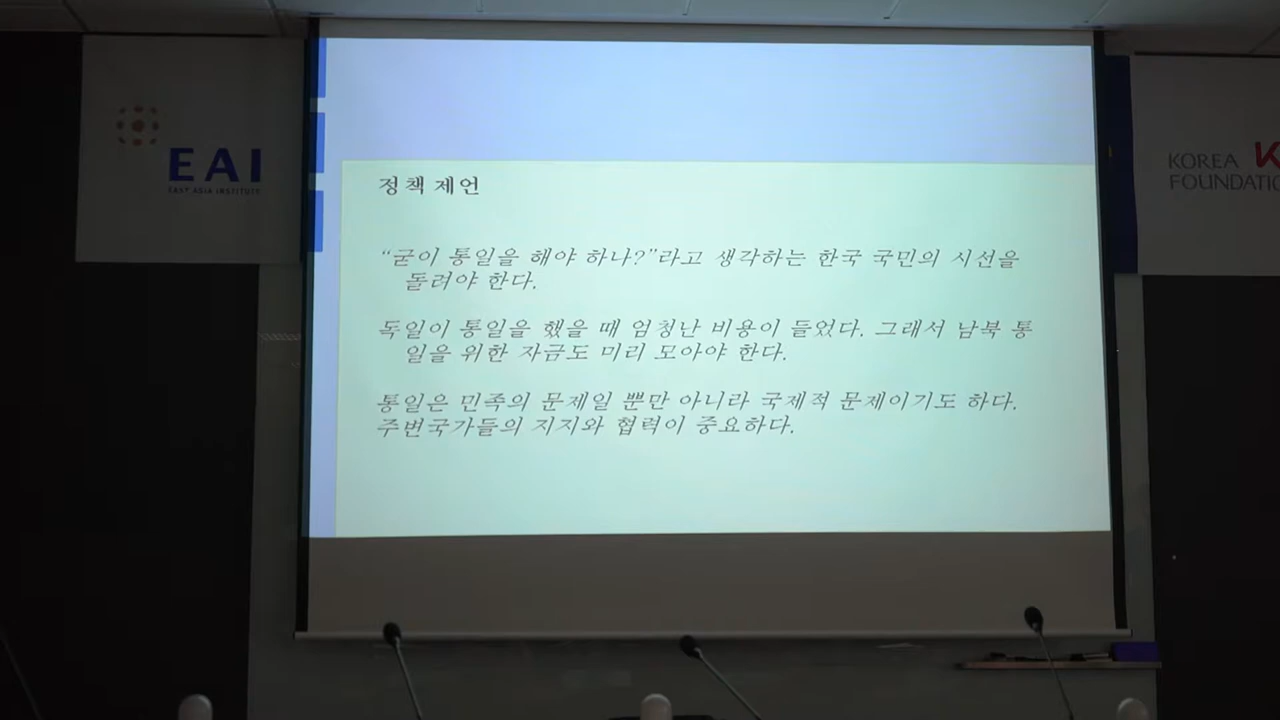 EAI
EAST ASIA INSTITUTE
KOREA
FOUNDATIO
정책 제언
“굳이 통일을 해야 하나?”라고 생각하는 한국 국민의 시선을
돌려야 한다.
독일이 통일을 했을 때 엄청난 비용이 들었다. 그래서 남북 통
일을 위한 자금도 미리 모아야 한다.
통일은 민족의 문제일 뿐만 아니라 국제적 문제이기도 하다.
주변국가들의 지지와 협력이 중요하다.